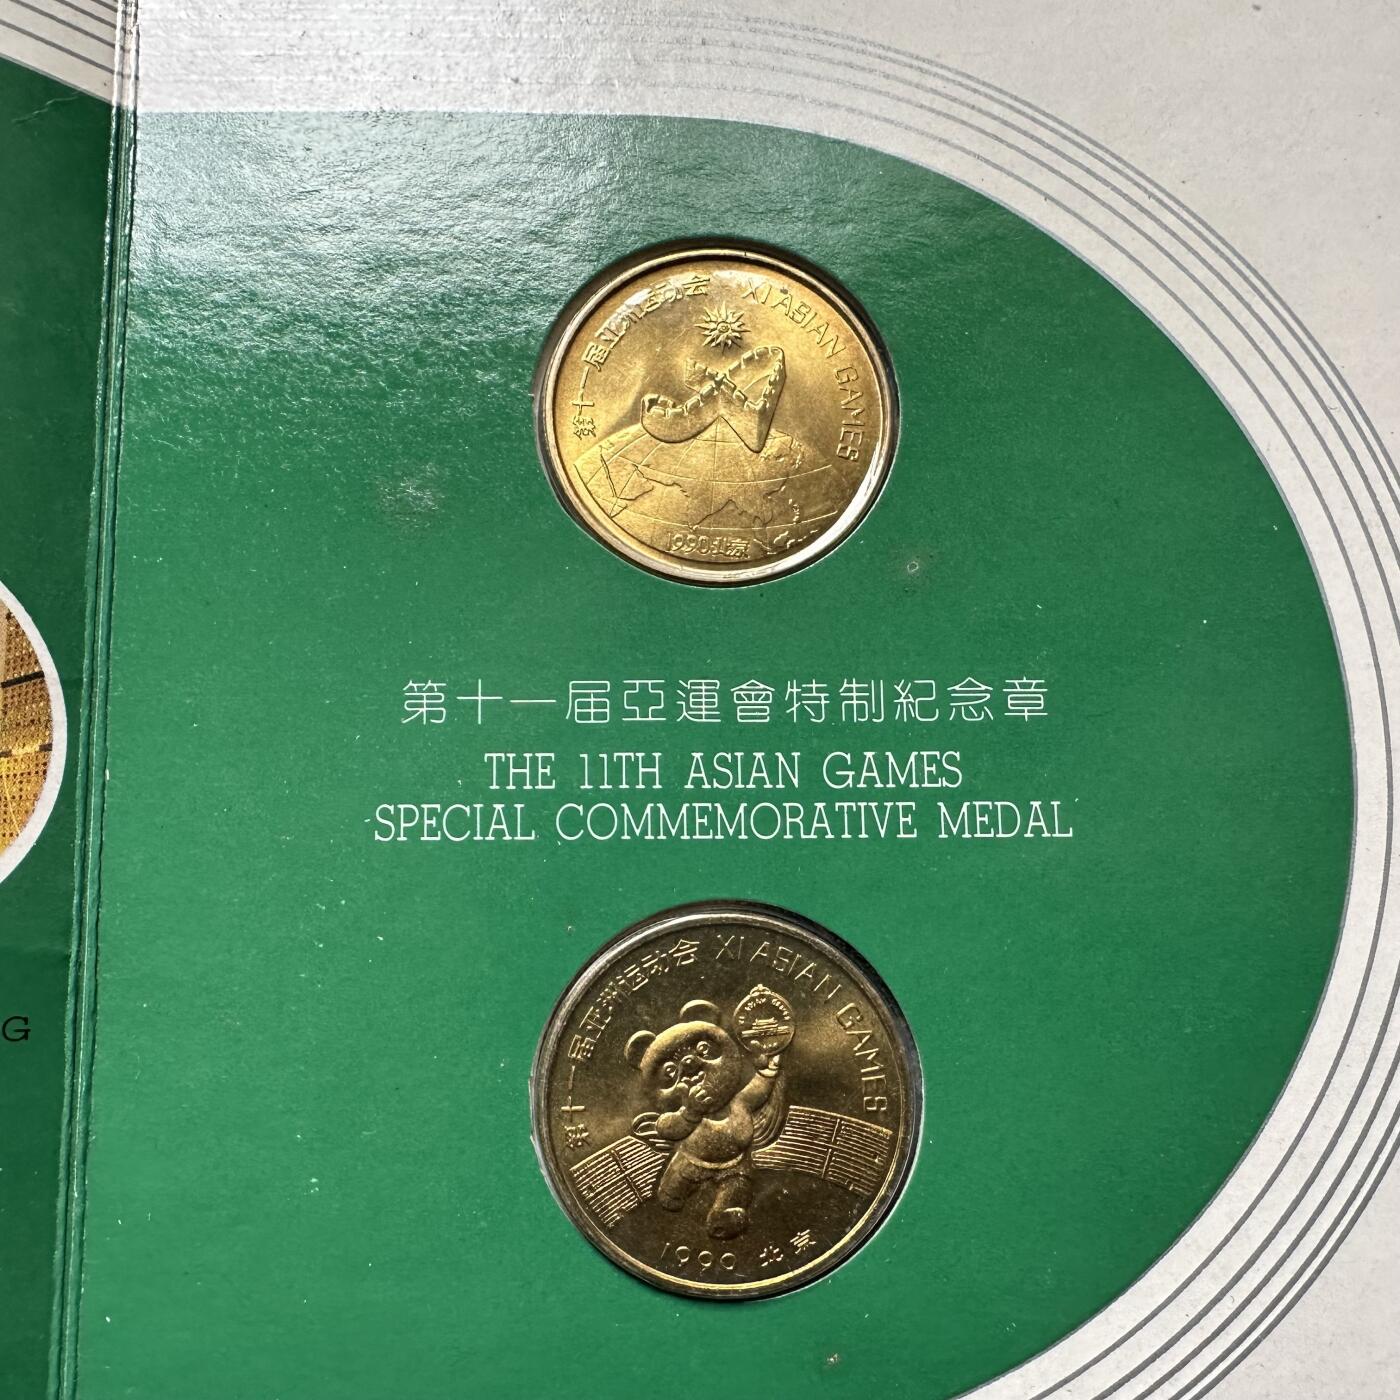 第十一届亚洲运动会 XI ASIAN GAMES
1990北京
第十一届亞運會特制紀念章
THE 11TH ASIAN GAMES
SPECIAL COMMEMORATIVE MEDAL
第十一届亚洲运动会 XI ASIAN GAMES
1990 北京
G